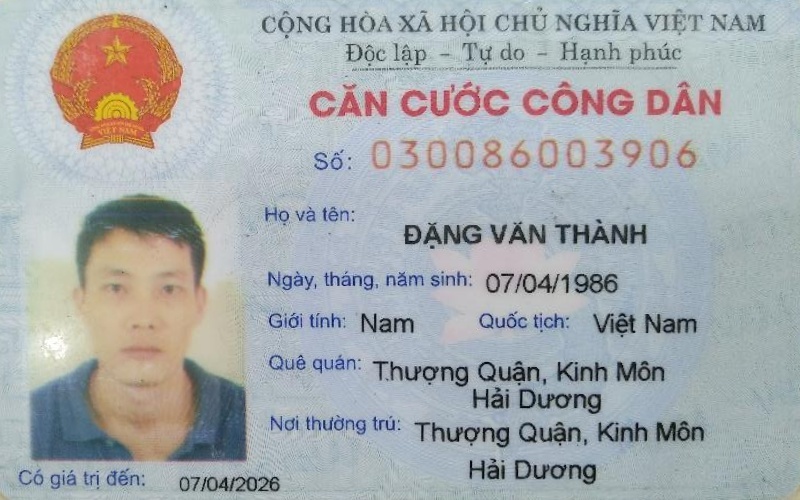 CỘNG HÒA XÃ HỘI CHỦ NGHĨA VIỆT NAM
Độc lập - Tự do - Hạnh phúc
CĂN CƯỚC CÔNG DÂN
Số: 030086003906
Họ và tên:
ĐẶNG VĂN THÀNH
Ngày, tháng, năm sinh: 07/04/1986
Giới tính: Nam Quốc tịch: Việt Nam
Quê quán: Thượng Quận, Kinh Môn
Hải Dương
Nơi thường trú: Thượng Quận, Kinh Môn
Hải Dương
Có giá trị đến: 07/04/2026